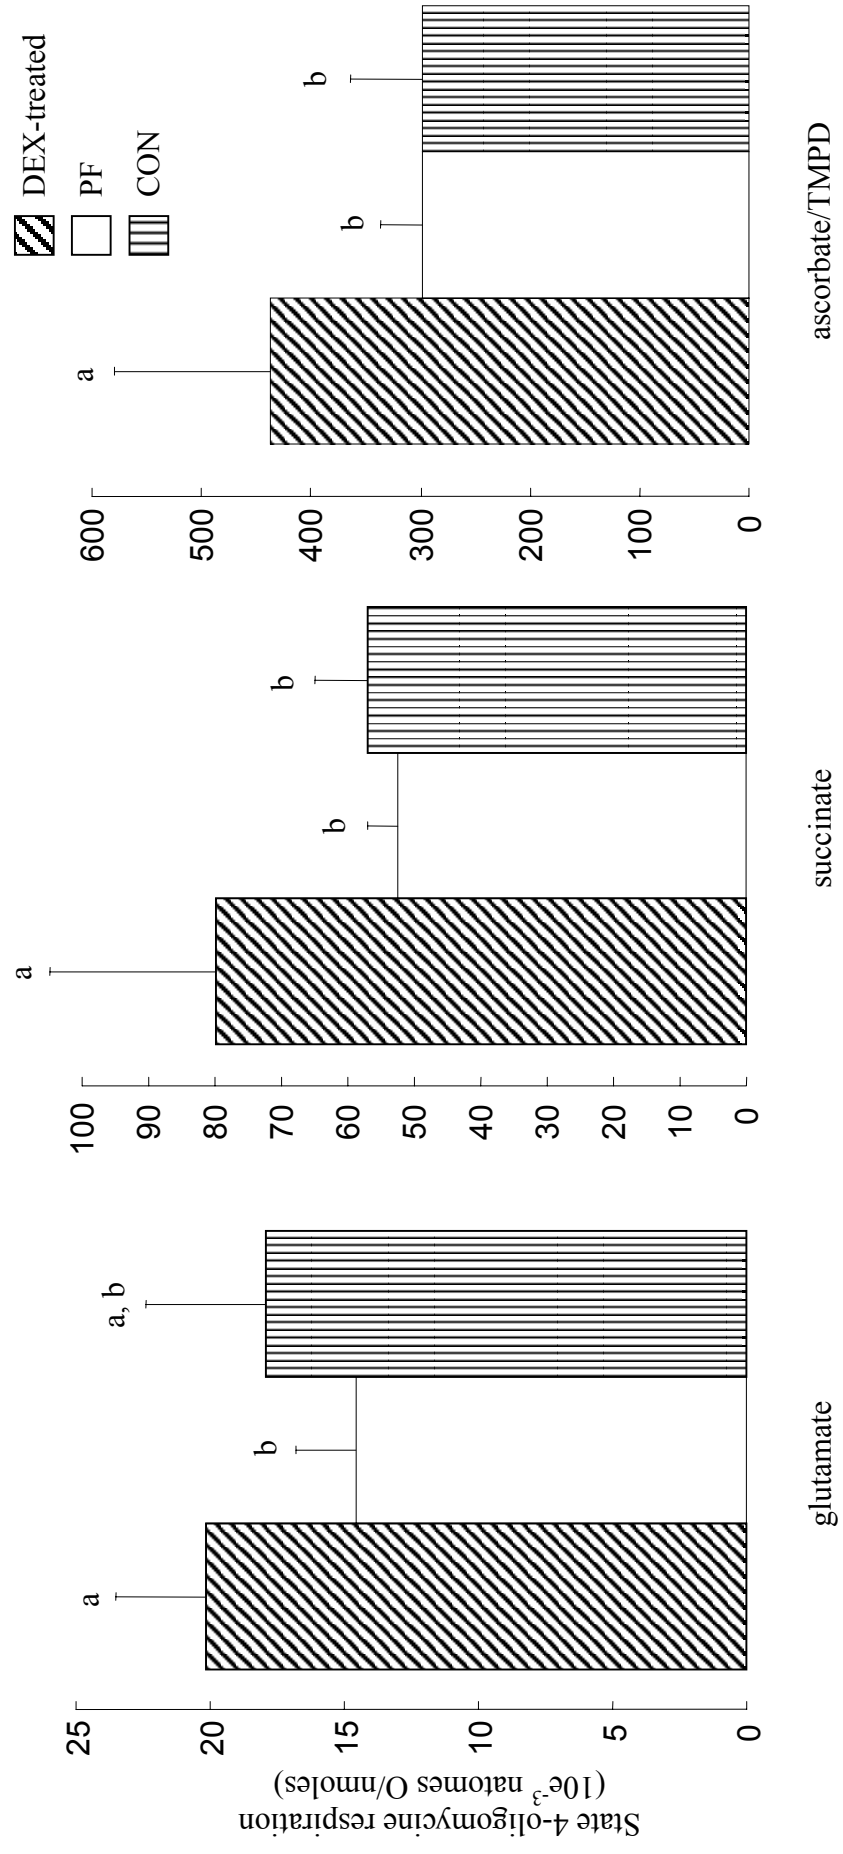 State 4-oligomycine respiration
(10e-3 natomes O/nmoles)
25
20
15
10
5
0
a
b
a, b
glutamate
100
90
80
70
60
50
40
30
20
10
0
a
b
b
succinate
600
500
400
300
200
100
0
a
b
b
ascorbate/TMPD
DEX-treated
PF
CON